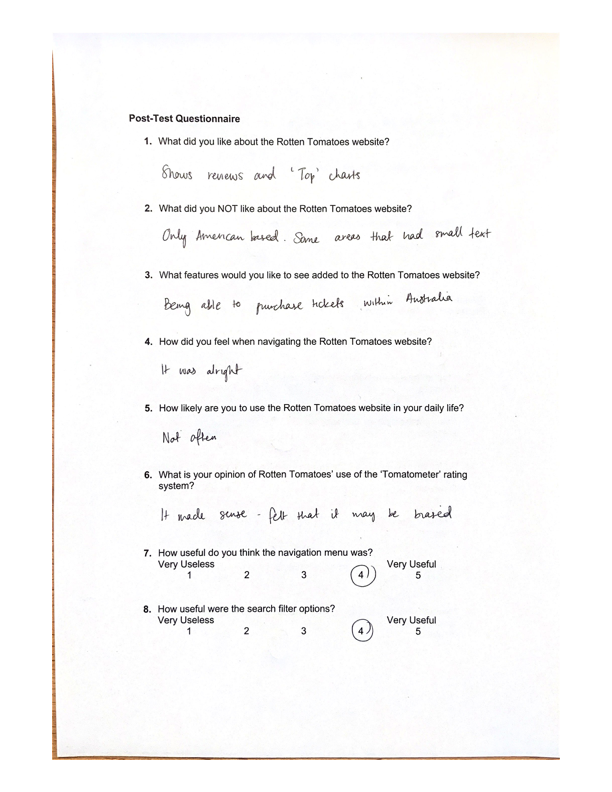 Post-Test Questionnaire
1. What did you like about the Rotten Tomatoes website?
Shows reviews and 'Top' charts
2. What did you NOT like about the Rotten Tomatoes website?
Only American based. Some areas that had small text
3. What features would you like to see added to the Rotten Tomatoes website?
Being able to purchase tickets within Australia
4. How did you feel when navigating the Rotten Tomatoes website?
It was alright
5. How likely are you to use the Rotten Tomatoes website in your daily life?
Not often
6. What is your opinion of Rotten Tomatoes' use of the 'Tomatometer' rating
system?
It made sense - felt that it may be biased
7. How useful do you think the navigation menu was?
Very Useless Very Useful
1 2 3 4 5
8. How useful were the search filter options?
Very Useless Very Useful
1 2 3 4 5